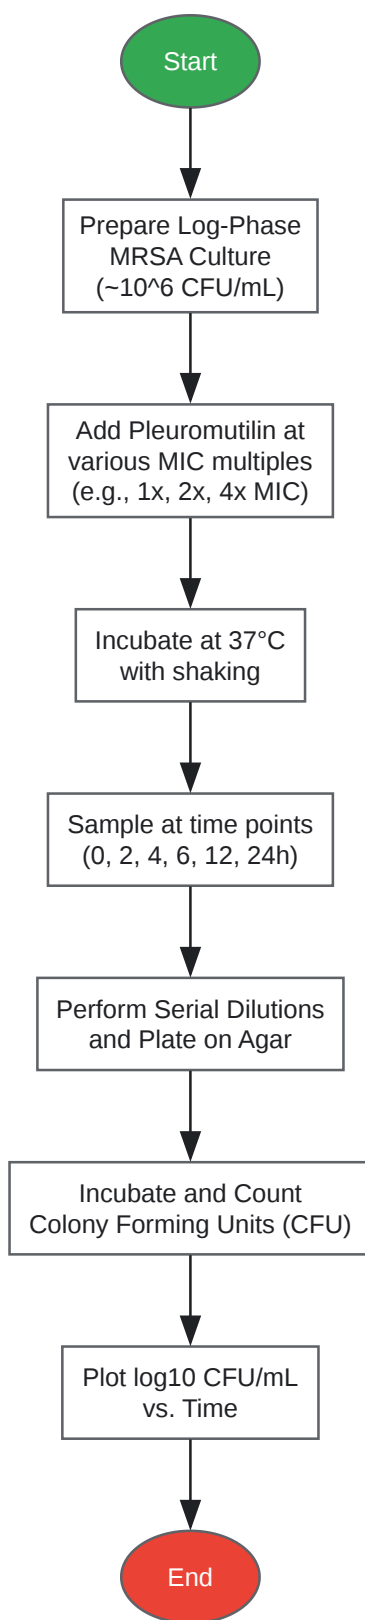 Start
Prepare Log-Phase
MRSA Culture
(~10^6 CFU/mL)
Add Pleuromutilin at
various MIC multiples
(e.g., 1x, 2x, 4x MIC)
Incubate at 37°C
with shaking
Sample at time points
(0, 2, 4, 6, 12, 24h)
Perform Serial Dilutions
and Plate on Agar
Incubate and Count
Colony Forming Units (CFU)
Plot log10 CFU/mL
vs. Time
End